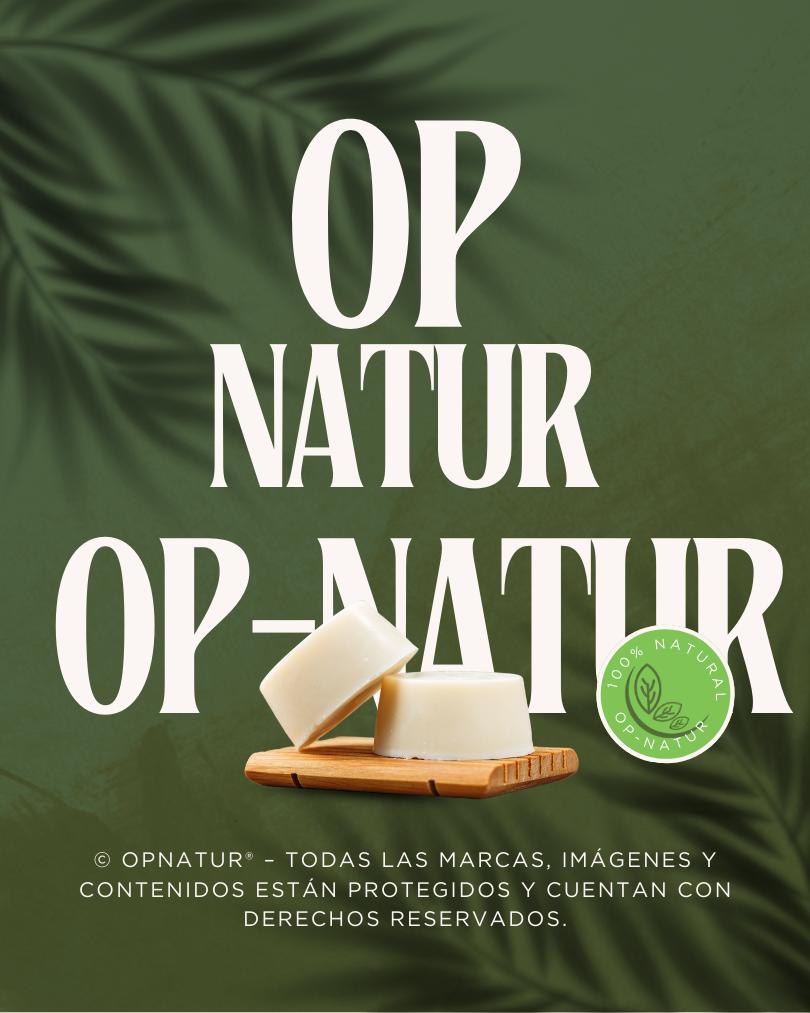 OP
NATUR
OP-NATUR
100% NATURAL
OP-NATUR
© OPNATUR® – TODAS LAS MARCAS, IMÁGENES Y
CONTENIDOS ESTÁN PROTEGIDOS Y CUENTAN CON
DERECHOS RESERVADOS.